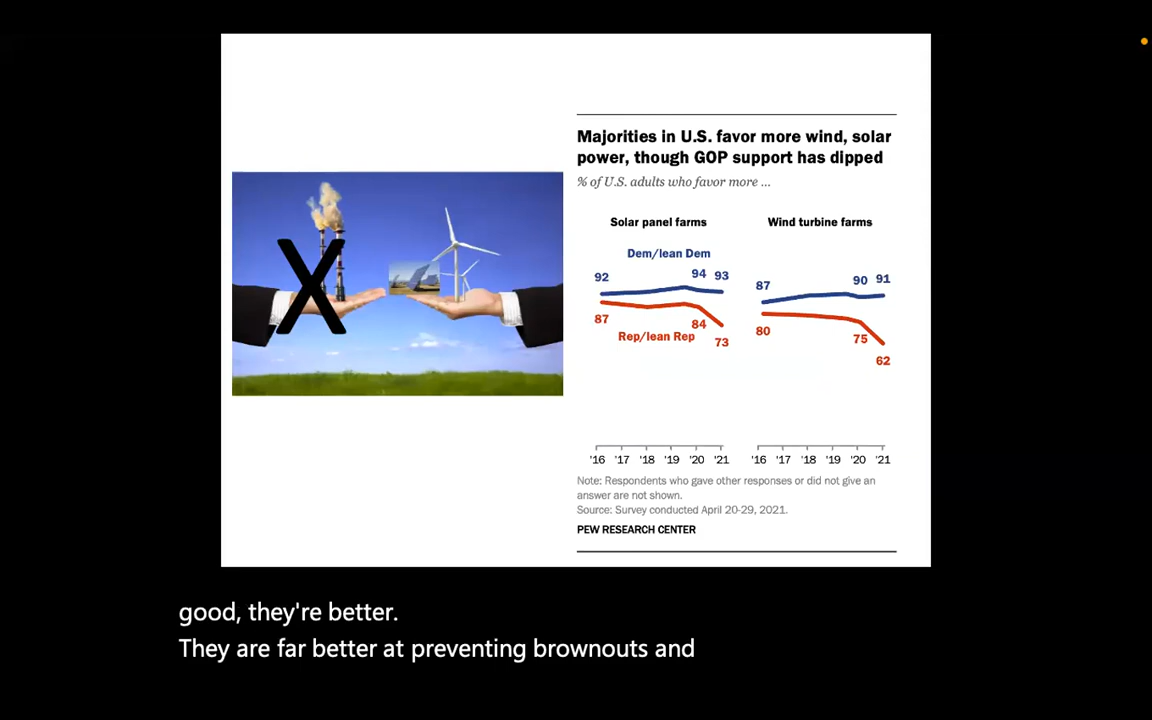 Majorities in U.S. favor more wind, solar
power, though GOP support has dipped
% of U.S. adults who favor more ...
Solar panel farms
Wind turbine farms
Dem/lean Dem
92
94
93
87
84
73
Rep/lean Rep
87
90
91
80
75
62
'16 '17 '18 '19 '20 '21
'16 '17 '18 '19 '20 '21
Note: Respondents who gave other responses or did not give an
answer are not shown.
Source: Survey conducted April 20-29, 2021.
PEW RESEARCH CENTER
X
good, they're better.
They are far better at preventing brownouts and